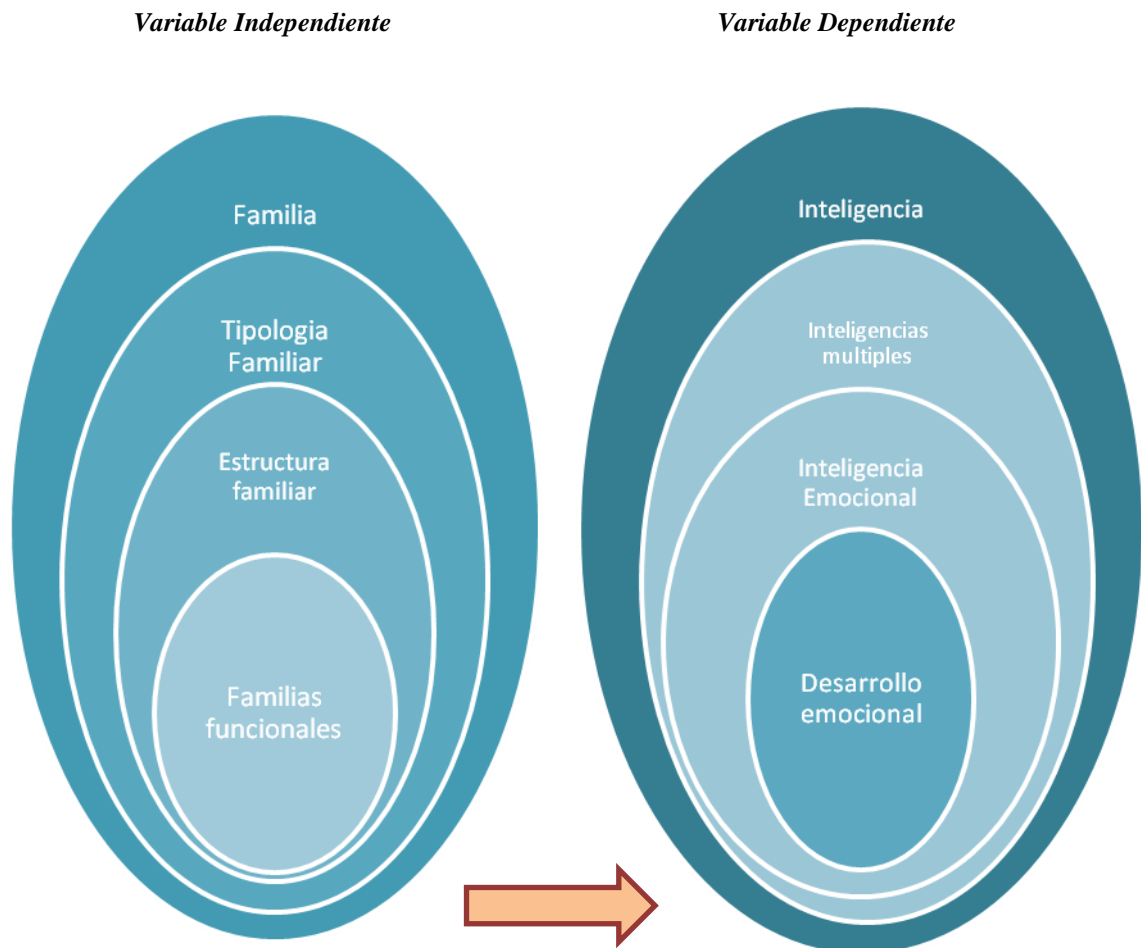 Variable Independiente
Variable Dependiente
Familia
Tipologia
Familiar
Estructura
familiar
Familias
funcionales
Inteligencia
Inteligencias
multiples
Inteligencia
Emocional
Desarrollo
emocional